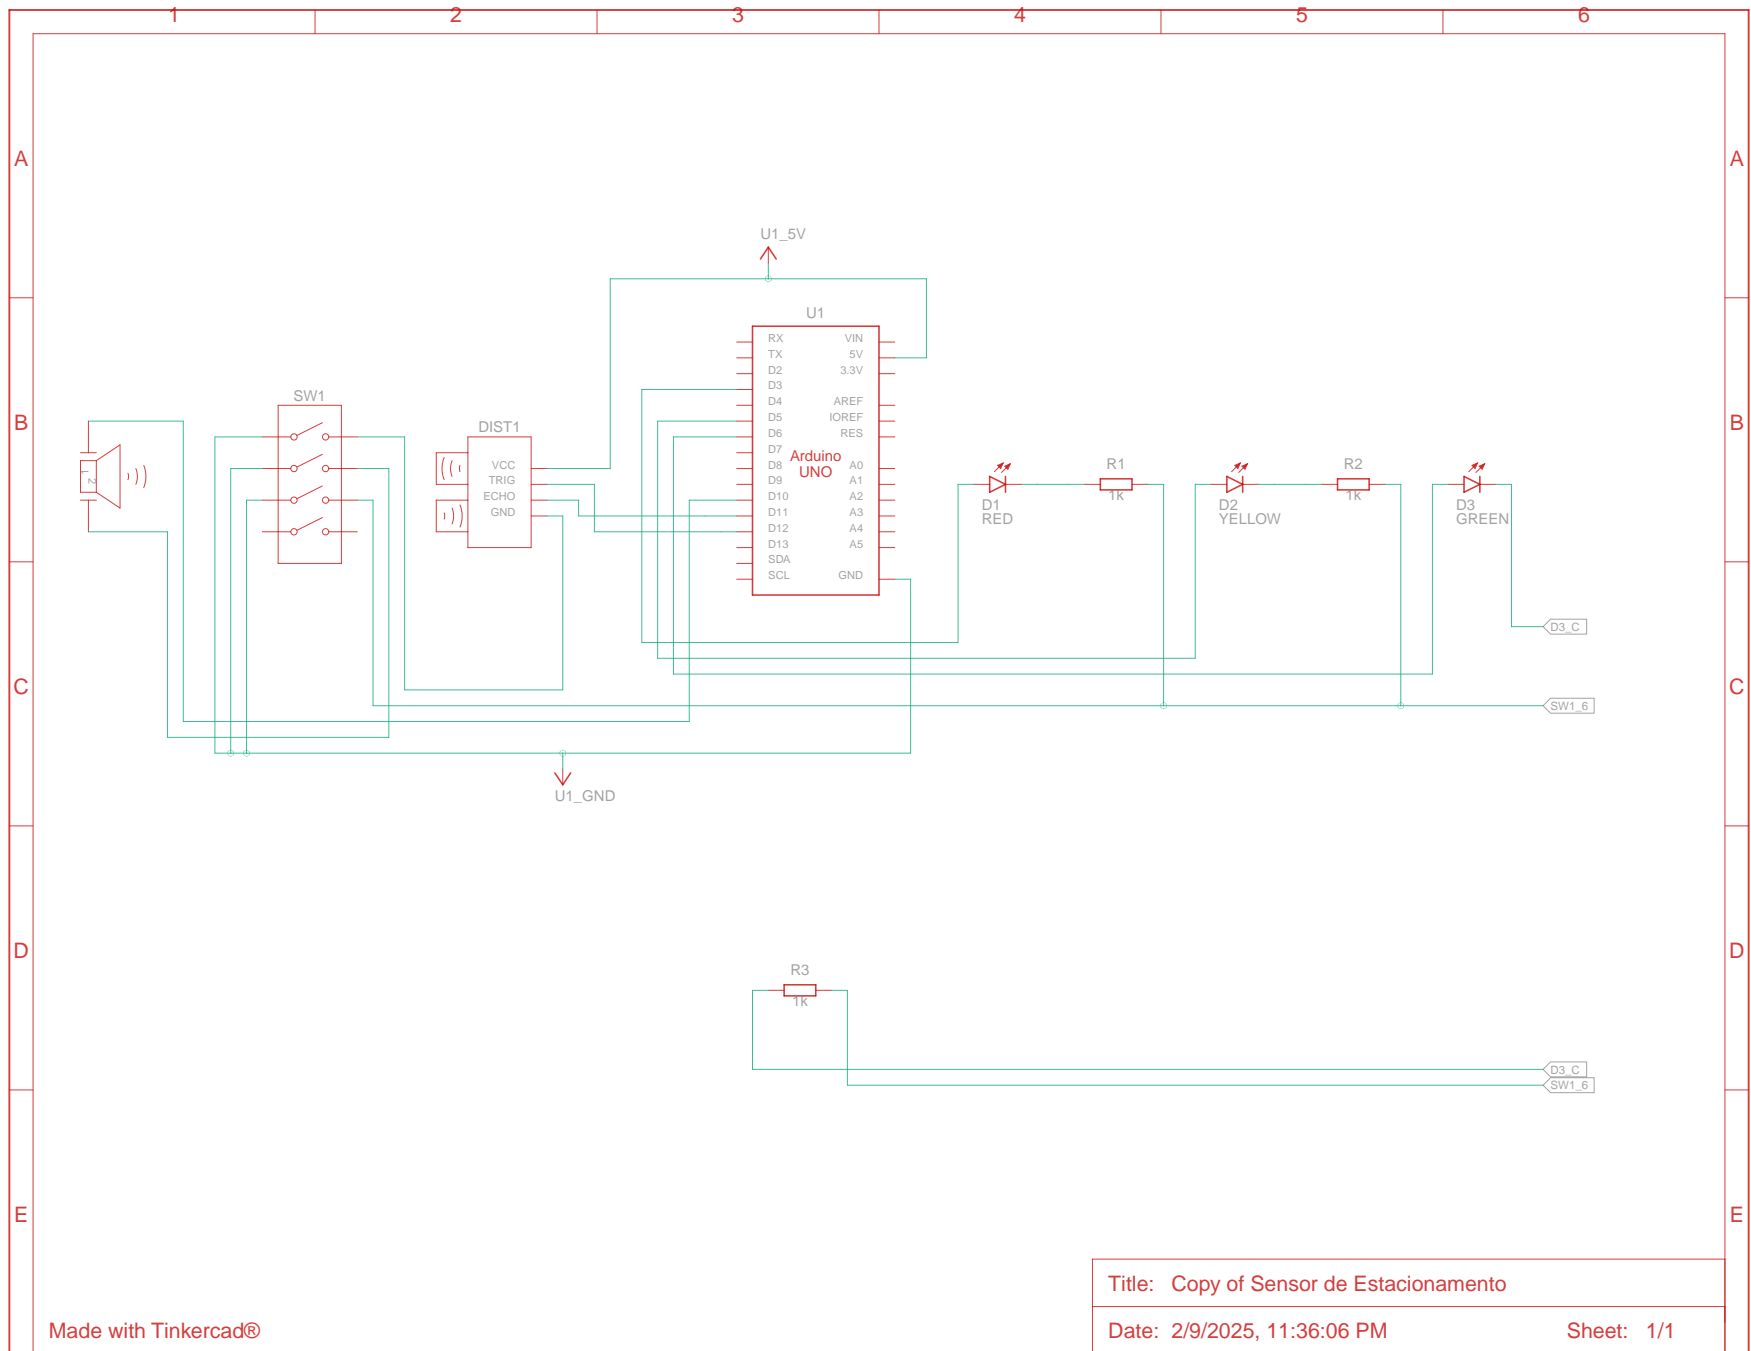 1 2 3 4 5 6
A A
U1_5V
U1
RX VIN
TX 5V
D2 3.3V
D3
D4 AREF
D5 IOREF
D6 RES
D7
D8 A0
D9 A1
D10 A2
D11 A3
D12 A4
D13 A5
SDA
SCL GND
Arduino
UNO
B B
SW1
1
2
DIST1
VCC
TRIG
ECHO
GND
D1
RED
R1
1k
D2
YELLOW
R2
1k
D3
GREEN
D3_C
C C
SW1_6
U1_GND
D D
R3
1k
D3_C
SW1_6
E E
Title: Copy of Sensor de Estacionamento
Made with Tinkercad®
Date: 2/9/2025, 11:36:06 PM Sheet: 1/1